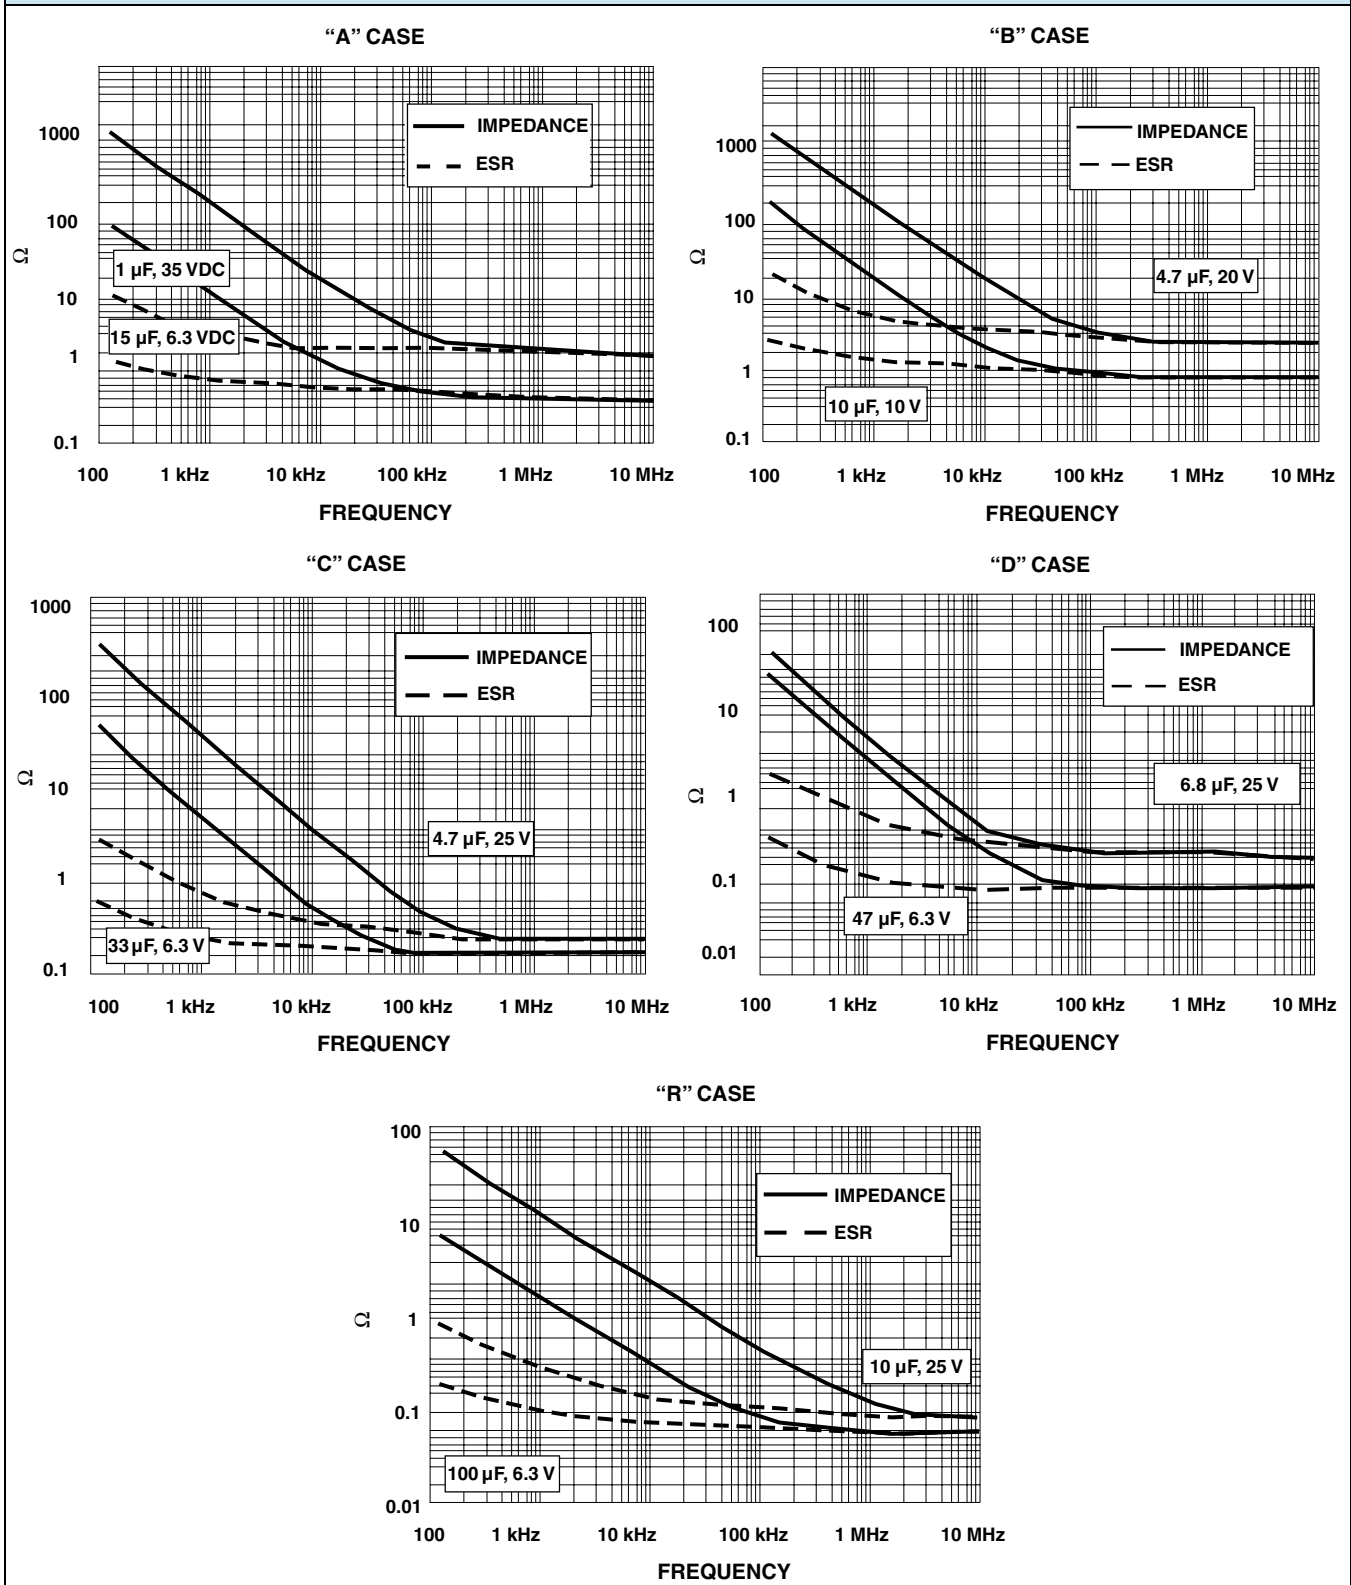 “A” CASE
1000
100
10
1
0.1
Ω
IMPEDANCE
ESR
1 µF, 35 VDC
15 µF, 6.3 VDC
100 1 kHz 10 kHz 100 kHz 1 MHz 10 MHz
FREQUENCY
“B” CASE
1000
100
10
1
0.1
Ω
IMPEDANCE
ESR
4.7 µF, 20 V
10 µF, 10 V
100 1 kHz 10 kHz 100 kHz 1 MHz 10 MHz
FREQUENCY
“C” CASE
1000
100
10
1
0.1
Ω
IMPEDANCE
ESR
4.7 µF, 25 V
33 µF, 6.3 V
100 1 kHz 10 kHz 100 kHz 1 MHz 10 MHz
FREQUENCY
“D” CASE
100
10
1
0.1
0.01
Ω
IMPEDANCE
ESR
6.8 µF, 25 V
47 µF, 6.3 V
100 1 kHz 10 kHz 100 kHz 1 MHz 10 MHz
FREQUENCY
“R” CASE
100
10
1
0.1
0.01
Ω
IMPEDANCE
ESR
10 µF, 25 V
100 µF, 6.3 V
100 1 kHz 10 kHz 100 kHz 1 MHz 10 MHz
FREQUENCY